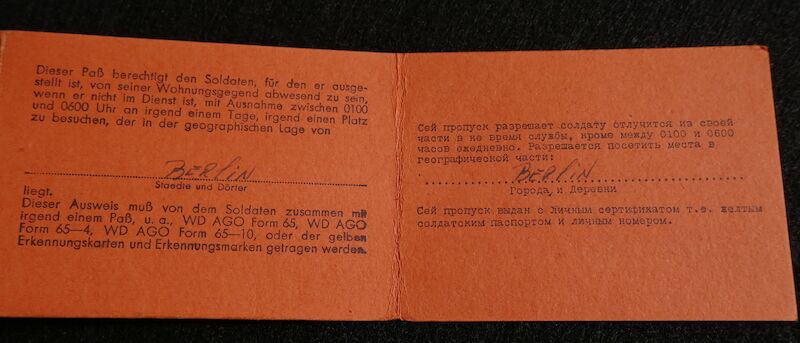 Dieser Paß berechtigt den Soldaten, für den er ausge-
stellt ist, von seiner Wohnungsgegend abwesend zu sein,
wenn er nicht im Dienst ist, mit Ausnahme zwischen 0100
und 0600 Uhr an irgend einem Tage, irgend einen Platz
zu besuchen, der in der geographischen Lage von
BERLIN
Staedte und Dörter
liegt.
Dieser Ausweis muß von dem Soldaten zusammen mit
irgend einem Paß, u. a., WD AGO Form 65, WD AGO
Form 65—4, WD AGO Form 65—10, oder der gelben
Erkennungskarten und Erkennungsmarken getragen werden.
Сей пропуск разрешает солдату отлучится из своей
части в не время службы, кроме между 0100 и 0600
часов ежедневно. Разрешается посетить места в
географической части:
BERLIN
Города и Деревни
Сей пропуск выдан с личным сертификатом т.е. желтым
солдатским паспортом и личным номером.